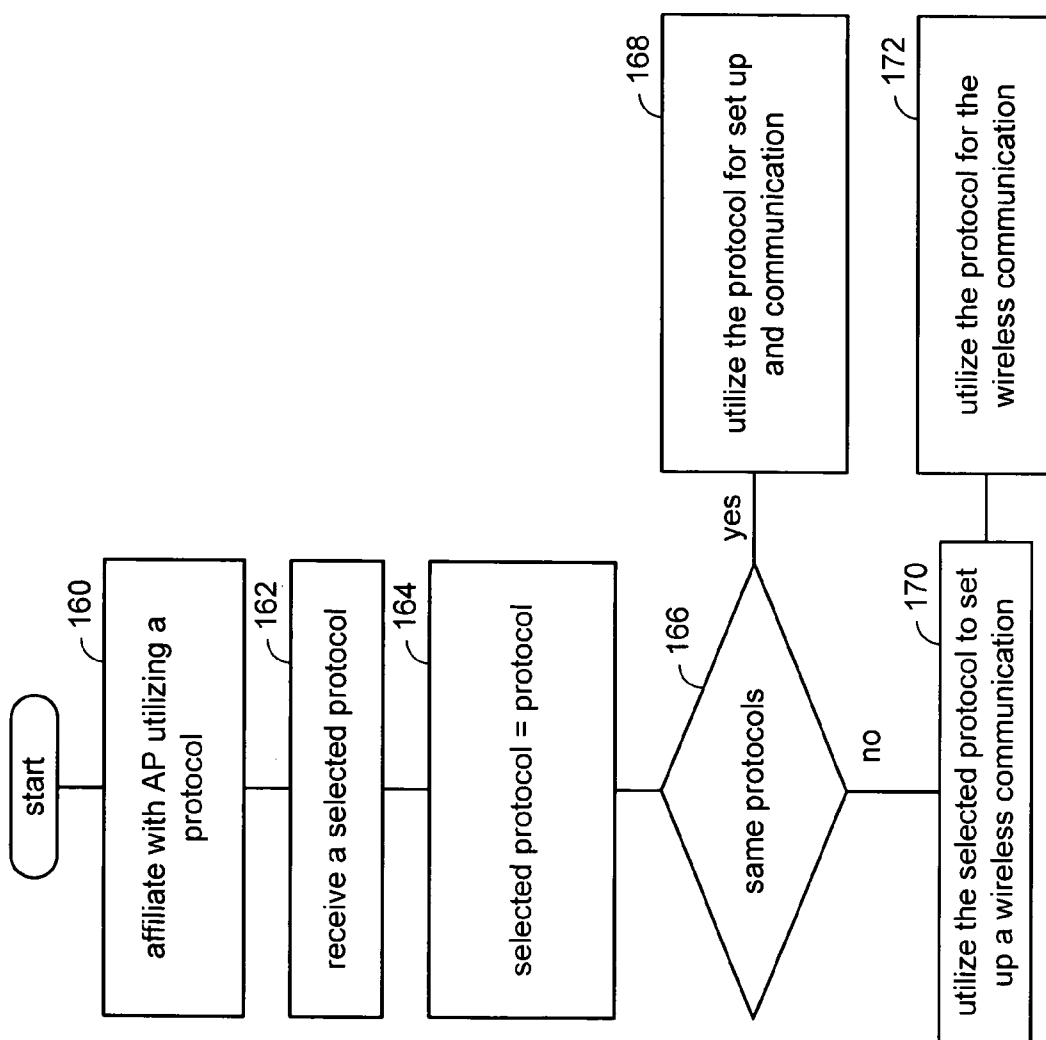 start
160
affiliate with AP utilizing a
protocol
162
receive a selected protocol
164
selected protocol = protocol
166
same protocols
yes
no
168
utilize the protocol for set up
and communication
170
utilize the selected protocol to set
up a wireless communication
172
utilize the protocol for the
wireless communication